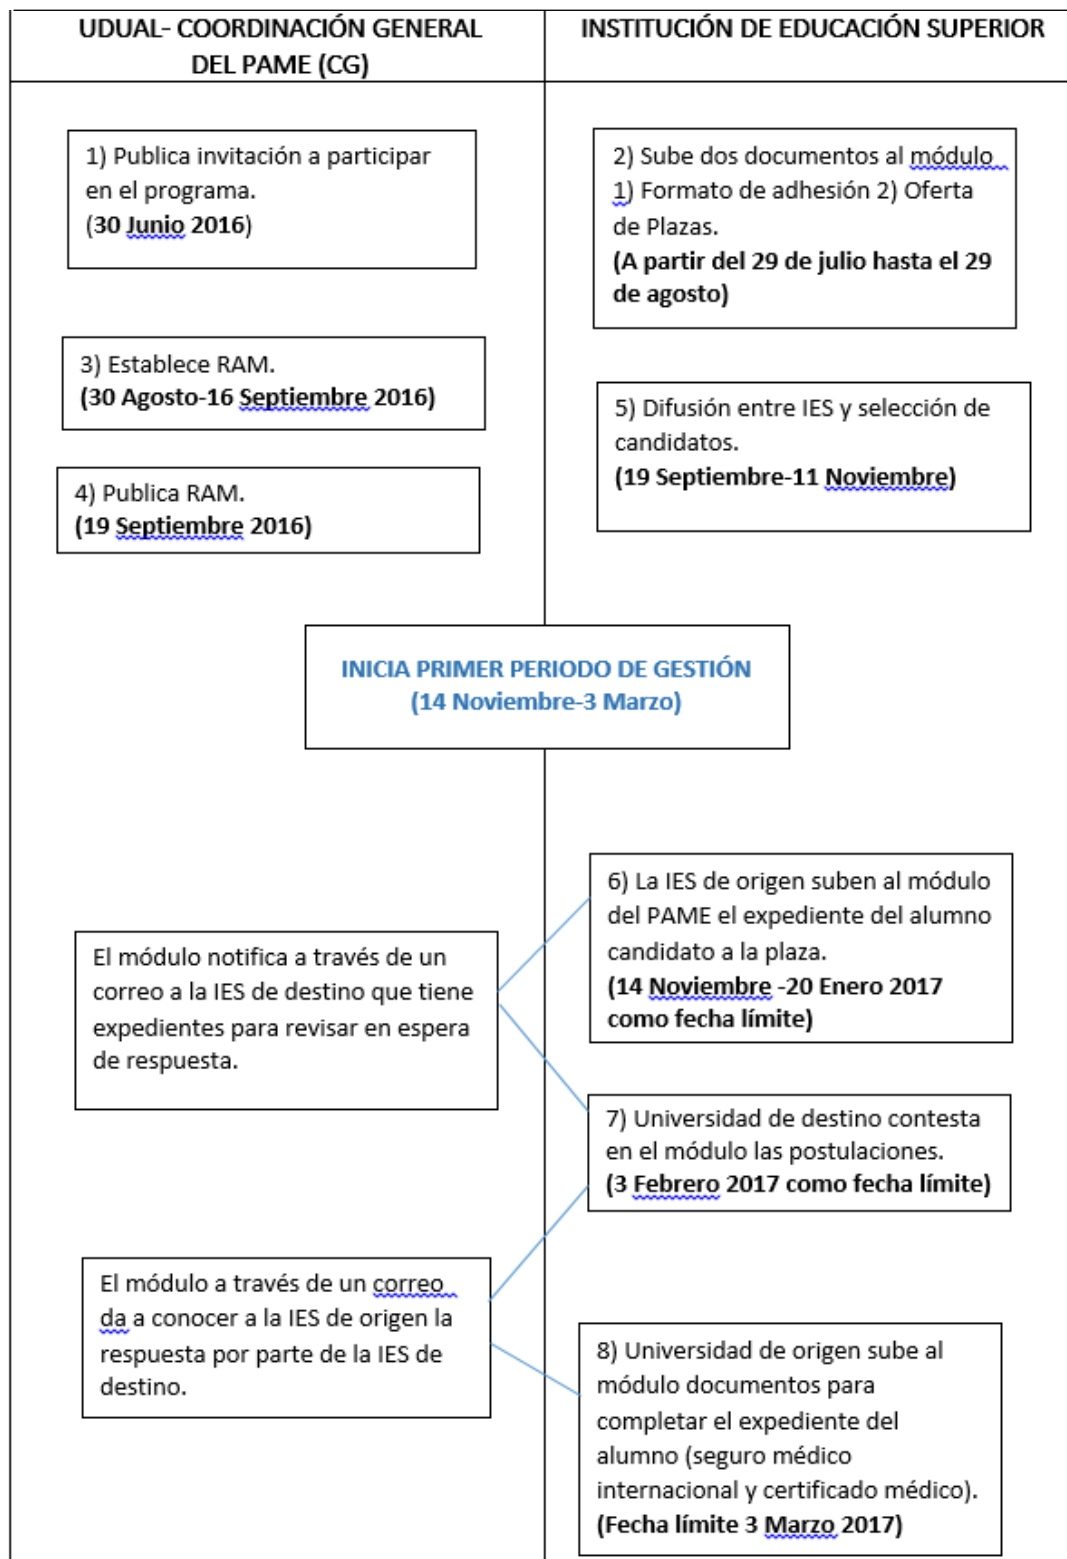 UDUAL- COORDINACIÓN GENERAL
DEL PAME (CG)
INSTITUCIÓN DE EDUCACIÓN SUPERIOR
1) Publica invitación a participar
en el programa.
(30 Junio 2016)
2) Sube dos documentos al módulo
1) Formato de adhesión 2) Oferta
de Plazas.
(A partir del 29 de julio hasta el 29
de agosto)
3) Establece RAM.
(30 Agosto-16 Septiembre 2016)
4) Publica RAM.
(19 Septiembre 2016)
5) Difusión entre IES y selección de
candidatos.
(19 Septiembre-11 Noviembre)
INICIA PRIMER PERIODO DE GESTIÓN
(14 Noviembre-3 Marzo)
6) La IES de origen suben al módulo
del PAME el expediente del alumno
candidato a la plaza.
(14 Noviembre -20 Enero 2017
como fecha límite)
El módulo notifica a través de un
correo a la IES de destino que tiene
expedientes para revisar en espera
de respuesta.
7) Universidad de destino contesta
en el módulo las postulaciones.
(3 Febrero 2017 como fecha límite)
El módulo a través de un correo
da a conocer a la IES de origen la
respuesta por parte de la IES de
destino.
8) Universidad de origen sube al
módulo documentos para
completar el expediente del
alumno (seguro médico
internacional y certificado médico).
(Fecha límite 3 Marzo 2017)